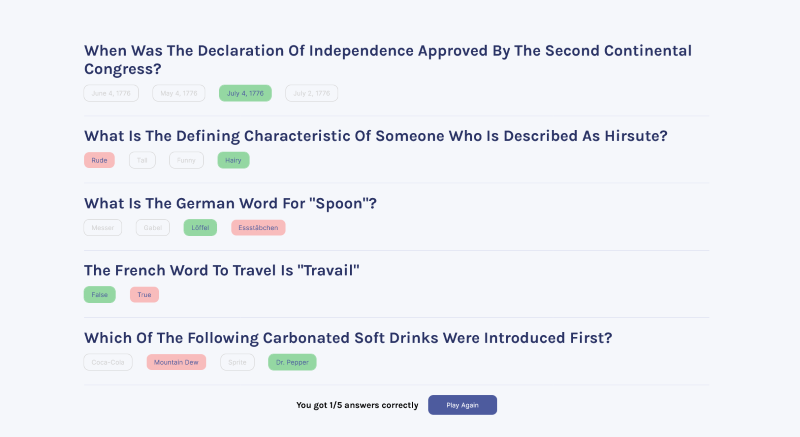 When Was The Declaration Of Independence Approved By The Second Continental
Congress?
June 4, 1776 May 4, 1776 July 4, 1776 July 2, 1776
What Is The Defining Characteristic Of Someone Who Is Described As Hirsute?
Rude Tall Funny Hairy
What Is The German Word For "Spoon"?
Messer Gabel Löffel Essstäbchen
The French Word To Travel Is "Travail"
False True
Which Of The Following Carbonated Soft Drinks Were Introduced First?
Coca-Cola Mountain Dew Sprite Dr. Pepper
You got 1/5 answers correctly Play Again